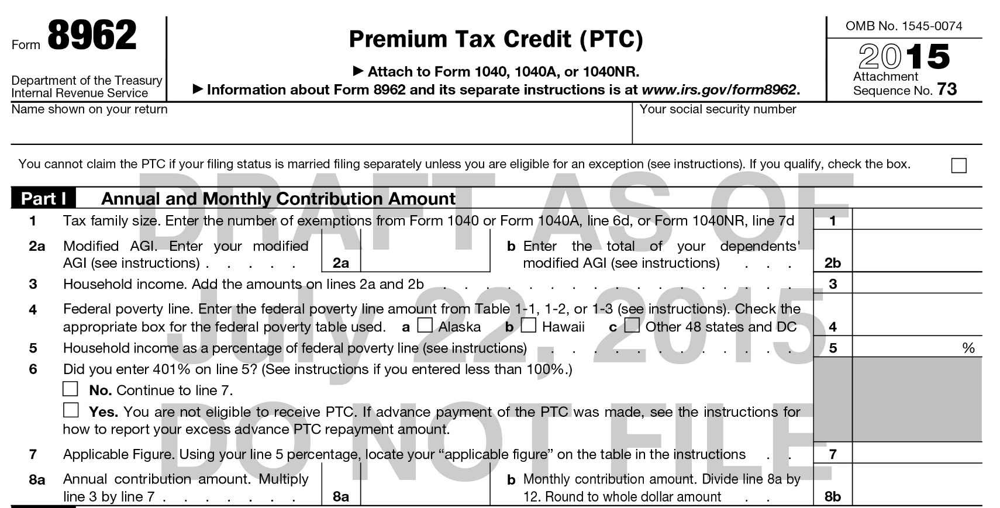 Form 8962
Department of the Treasury
Internal Revenue Service
Premium Tax Credit (PTC)
▶ Attach to Form 1040, 1040A, or 1040NR.
▶ Information about Form 8962 and its separate instructions is at www.irs.gov/form8962.
OMB No. 1545-0074
2015
Attachment
Sequence No. 73
Name shown on your return
Your social security number
You cannot claim the PTC if your filing status is married filing separately unless you are eligible for an exception (see instructions). If you qualify, check the box.
DRAFT AS OF
Part I Annual and Monthly Contribution Amount
1 Tax family size. Enter the number of exemptions from Form 1040 or Form 1040A, line 6d, or Form 1040NR, line 7d 1
2a Modified AGI. Enter your modified
AGI (see instructions) . . . . . 2a
b Enter the total of your dependents'
modified AGI (see instructions) . . . 2b
3 Household income. Add the amounts on lines 2a and 2b . . . . . . . . . . . . . . . . . 3
July 22, 2015
4 Federal poverty line. Enter the federal poverty line amount from Table 1-1, 1-2, or 1-3 (see instructions). Check the
appropriate box for the federal poverty table used. a Alaska b Hawaii c Other 48 states and DC 4
5 Household income as a percentage of federal poverty line (see instructions) . . . . . . . . . . . . 5 %
6 Did you enter 401% on line 5? (See instructions if you entered less than 100%.)
No. Continue to line 7.
DO NOT FILE
Yes. You are not eligible to receive PTC. If advance payment of the PTC was made, see the instructions for
how to report your excess advance PTC repayment amount.
7 Applicable Figure. Using your line 5 percentage, locate your “applicable figure” on the table in the instructions . . 7
8a Annual contribution amount. Multiply
line 3 by line 7 . . . . . . . 8a
b Monthly contribution amount. Divide line 8a by
12. Round to whole dollar amount . . 8b